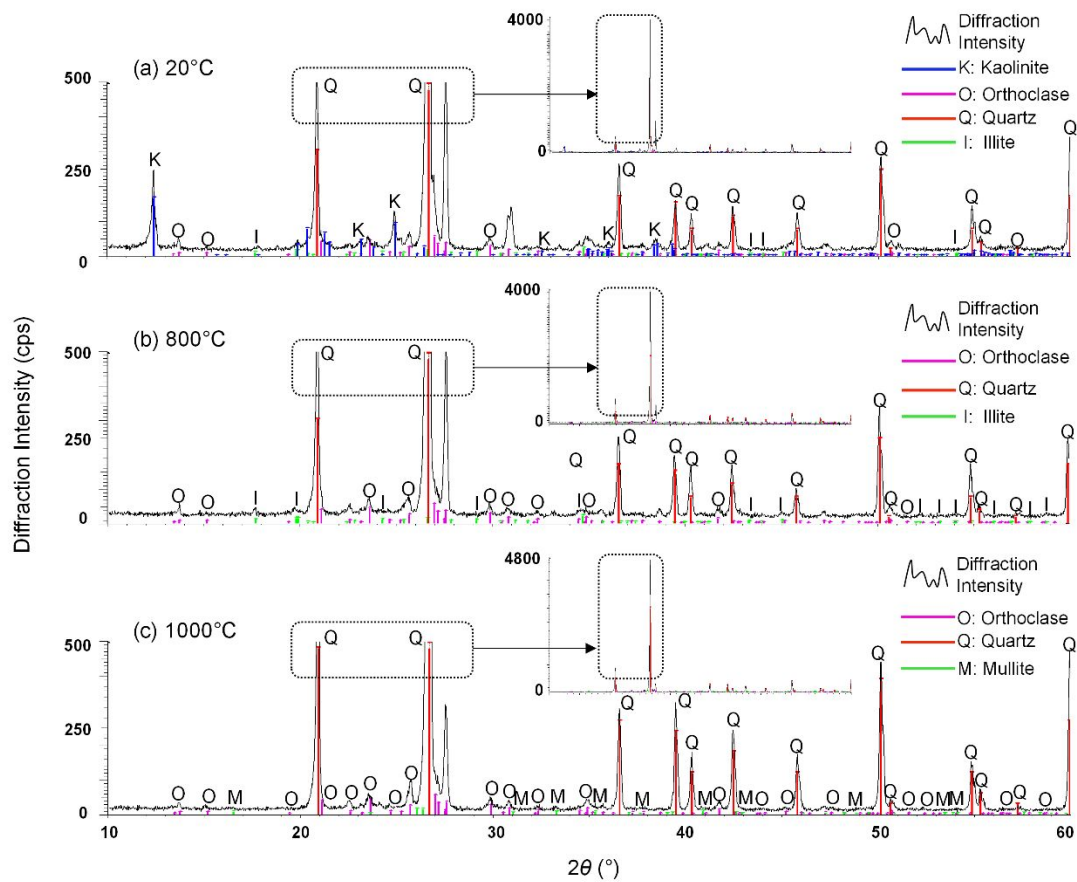 Diffraction Intensity (cps)
(a) 20°C
4000
0
Diffraction
Intensity
K: Kaolinite
O: Orthoclase
Q: Quartz
I: Illite
500
250
0
K O O I Q K K Q O K K K Q Q Q Q I I Q Q O I Q Q O Q
(b) 800°C
4000
0
Diffraction
Intensity
O: Orthoclase
Q: Quartz
I: Illite
500
250
0
O O I I Q O I O Q I O O O Q I O Q Q Q O Q I I Q Q Q O I I I Q Q I Q I I Q
(c) 1000°C
4800
0
Diffraction
Intensity
O: Orthoclase
Q: Quartz
M: Mullite
500
250
0
O O M O Q O O O O Q O O M O M M Q M Q Q M O Q M O Q O M Q O O M M Q Q O Q O Q
10
20
30
40
50
60
2θ (°)